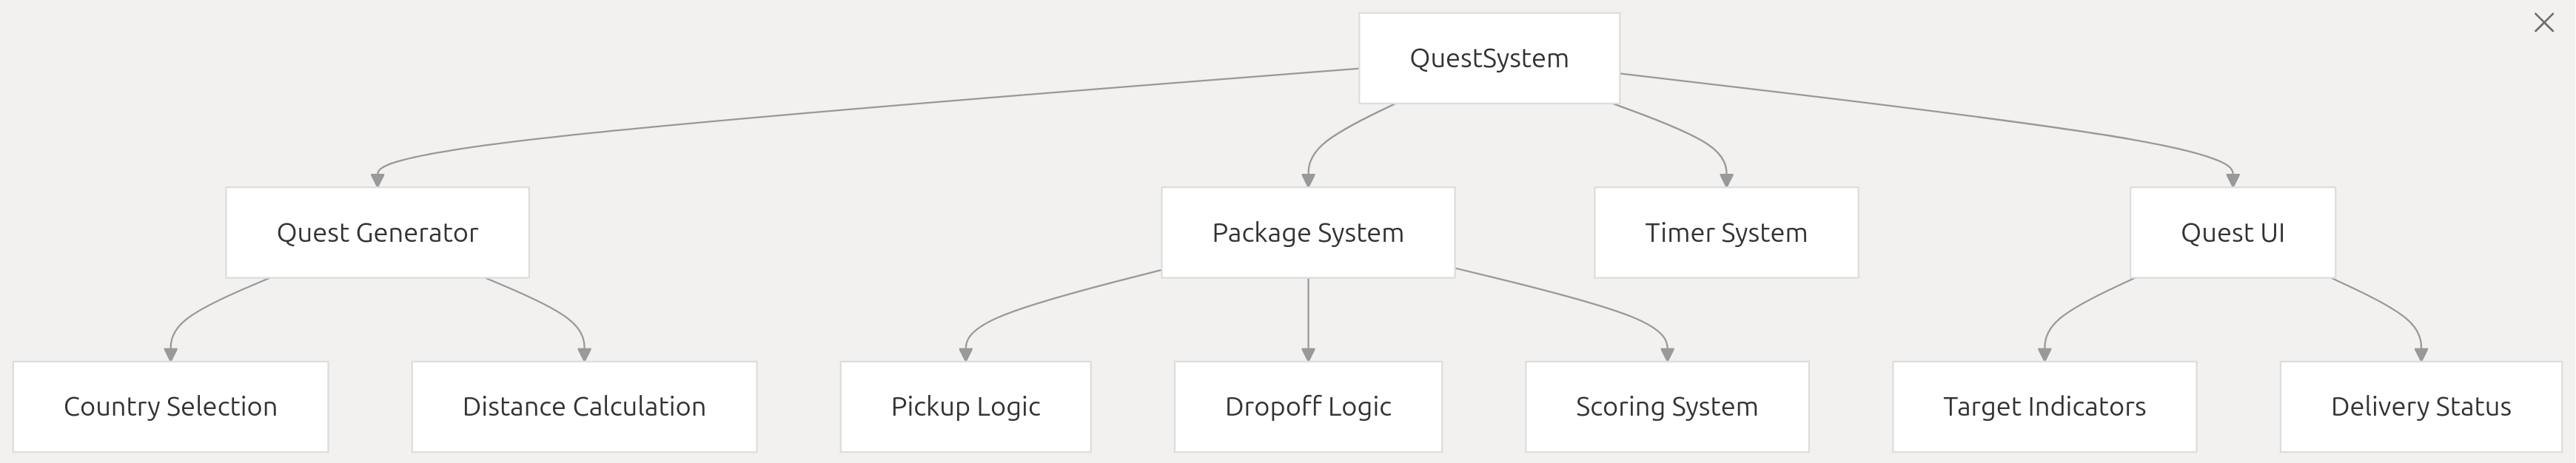 QuestSystem
Quest Generator
Package System
Timer System
Quest UI
Country Selection
Distance Calculation
Pickup Logic
Dropoff Logic
Scoring System
Target Indicators
Delivery Status